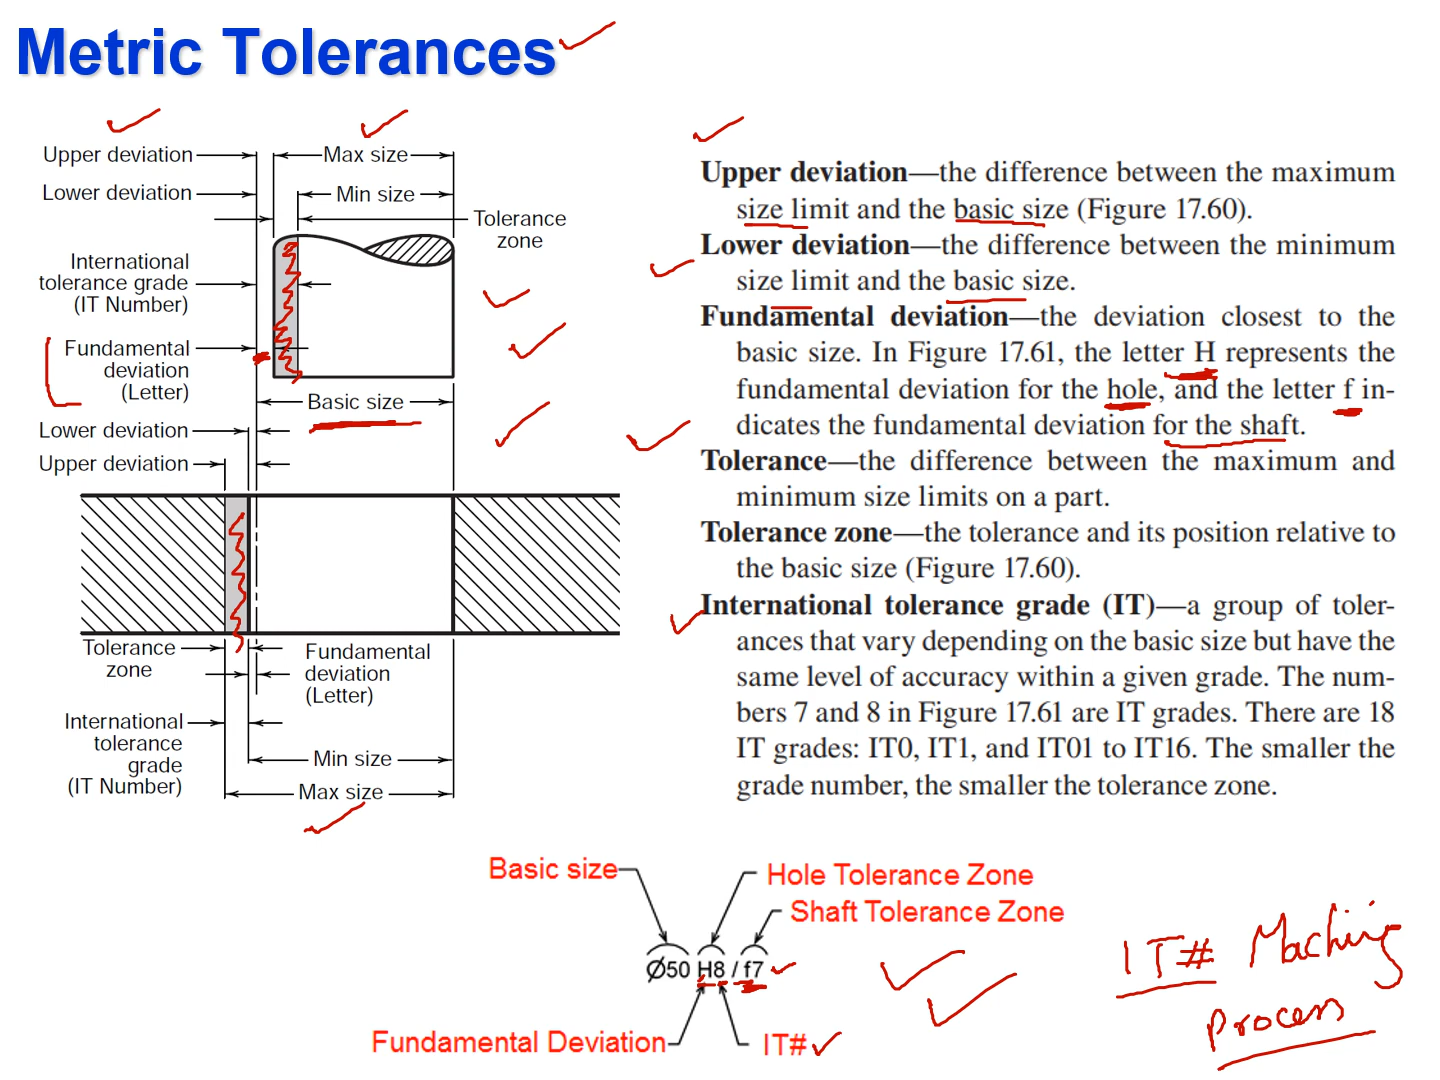 Metric Tolerances
Upper deviation
Max size
Lower deviation
Min size
Tolerance
zone
International
tolerance grade
(IT Number)
Fundamental
deviation
(Letter)
Basic size
Lower deviation
Upper deviation
Tolerance
zone
Fundamental
deviation
(Letter)
International
tolerance
grade
(IT Number)
Min size
Max size
Upper deviation—the difference between the maximum
size limit and the basic size (Figure 17.60).
Lower deviation—the difference between the minimum
size limit and the basic size.
Fundamental deviation—the deviation closest to the
basic size. In Figure 17.61, the letter H represents the
fundamental deviation for the hole, and the letter f in-
dicates the fundamental deviation for the shaft.
Tolerance—the difference between the maximum and
minimum size limits on a part.
Tolerance zone—the tolerance and its position relative to
the basic size (Figure 17.60).
International tolerance grade (IT)—a group of toler-
ances that vary depending on the basic size but have the
same level of accuracy within a given grade. The num-
bers 7 and 8 in Figure 17.61 are IT grades. There are 18
IT grades: IT0, IT1, and IT01 to IT16. The smaller the
grade number, the smaller the tolerance zone.
Basic size
Hole Tolerance Zone
Shaft Tolerance Zone
Ø50 H8 / f7
Fundamental Deviation
IT#
IT# Maching
process